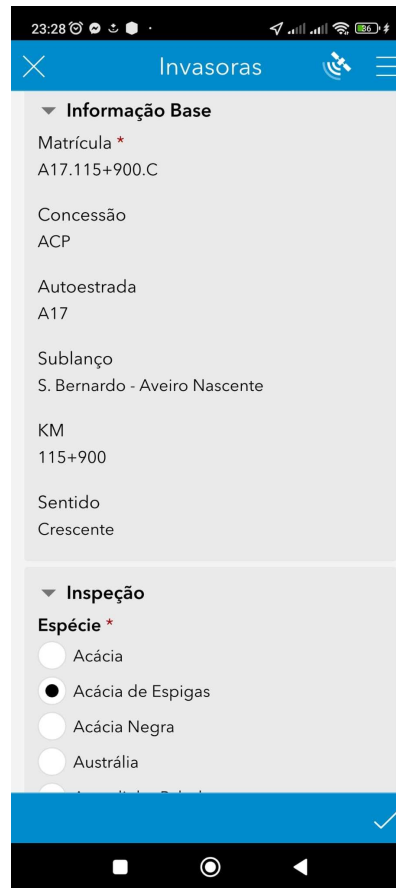 23:28
86
Invasoras
Informação Base
Matrícula *
A17.115+900.C
Concessão
ACP
Autoestrada
A17
Sublanço
S. Bernardo - Aveiro Nascente
KM
115+900
Sentido
Crescente
Inspeção
Espécie *
Acácia
Acácia de Espigas
Acácia Negra
Austrália